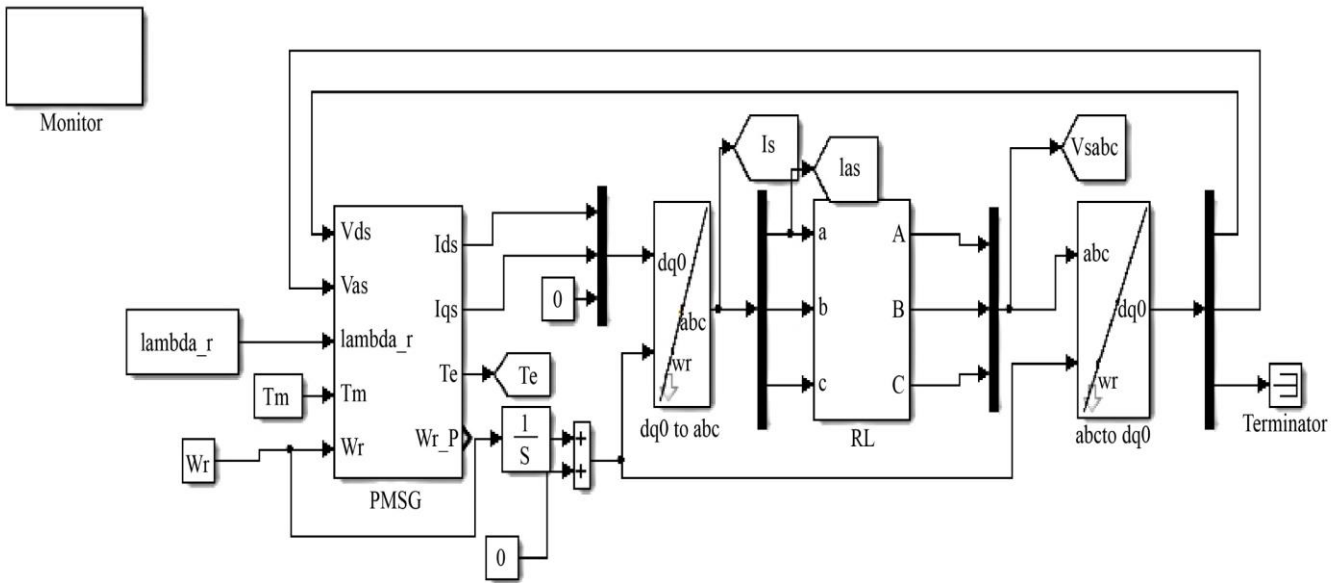 Monitor
Is
Ias
Vsabc
Vds
Ids
a
A
dq0
abc
Vas
Iqs
0
b
B
abc
dq0
lambda_r
lambda_r
wr
wr
Te
Te
c
C
Tm
Tm
dq0 to abc
RL
abcto dq0
Terminator
Wr
Wr
Wr_P
1
S
+
+
PMSG
0